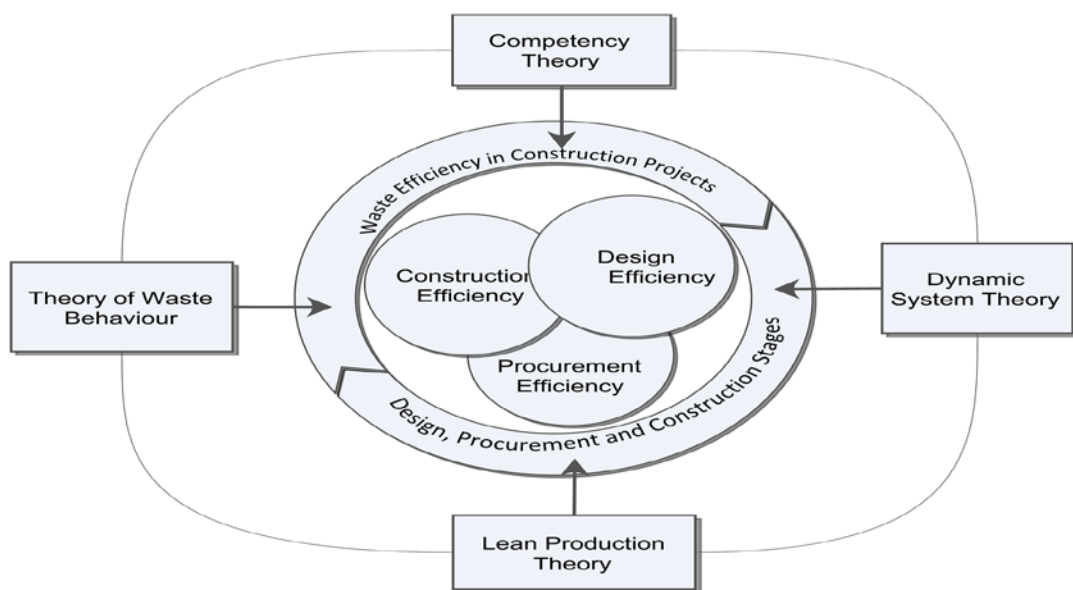 Competency
Theory
Waste Efficiency in Construction Projects
Construction
Efficiency
Design
Efficiency
Theory of Waste
Behaviour
Dynamic
System Theory
Procurement
Efficiency
Design, Procurement and Construction Stages
Lean Production
Theory